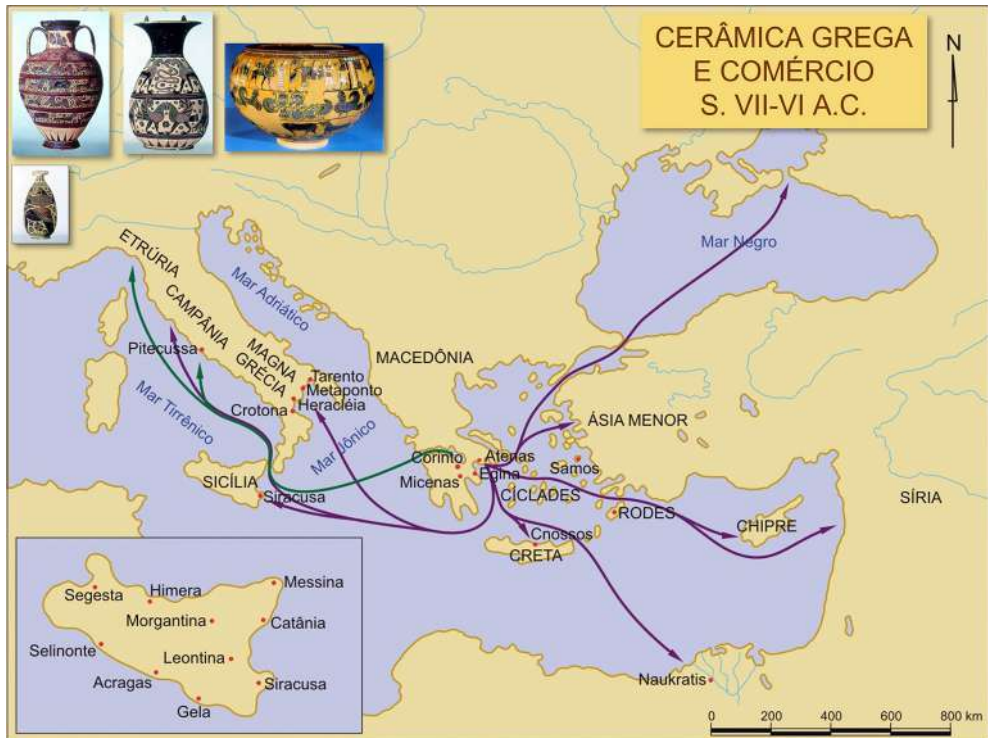 CERÂMICA GREGA
E COMÉRCIO
S. VII-VI A.C.
N
Mar Negro
ETRÚRIA
Mar Adriático
CAMPÂNIA
MAGNA
GRÉCIA
Pitecussa
MACEDÔNIA
Tarento
Metaponto
Heracléia
Crotona
Mar Tirrênico
Mar Jônico
ÁSIA MENOR
Corinto
Atenas
Egina
Micenas
Samos
CÍCLADES
SICÍLIA
Siracusa
RODES
SÍRIA
CHIPRE
Cnossos
CRETA
Naukratis
Segesta
Himera
Messina
Morgantina
Catânia
Selinonte
Leontina
Acragas
Siracusa
Gela
0 200 400 600 800 km